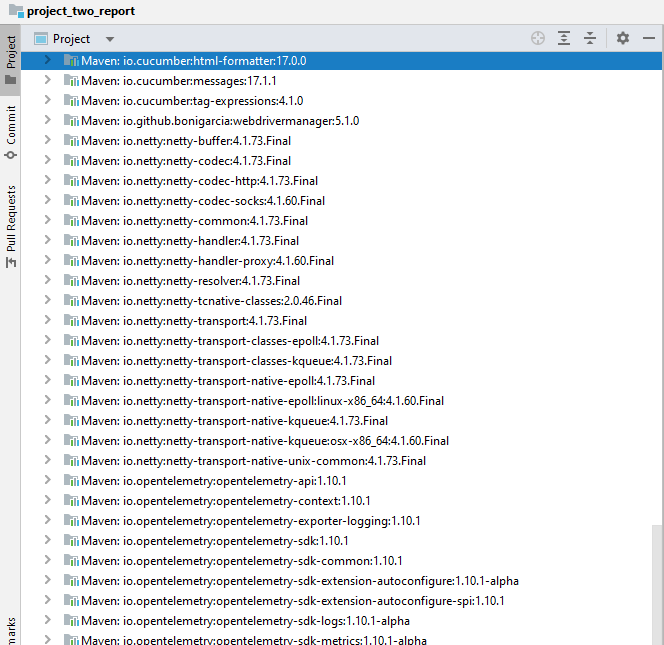 project_two_report
Project
Project
Commit
Pull Requests
marks
Maven: io.cucumber:html-formatter:17.0.0
Maven: io.cucumber:messages:17.1.1
Maven: io.cucumber:tag-expressions:4.1.0
Maven: io.github.bonigarcia:webdrivermanager:5.1.0
Maven: io.netty:netty-buffer:4.1.73.Final
Maven: io.netty:netty-codec:4.1.73.Final
Maven: io.netty:netty-codec-http:4.1.73.Final
Maven: io.netty:netty-codec-socks:4.1.60.Final
Maven: io.netty:netty-common:4.1.73.Final
Maven: io.netty:netty-handler:4.1.73.Final
Maven: io.netty:netty-handler-proxy:4.1.60.Final
Maven: io.netty:netty-resolver:4.1.73.Final
Maven: io.netty:netty-tcnative-classes:2.0.46.Final
Maven: io.netty:netty-transport:4.1.73.Final
Maven: io.netty:netty-transport-classes-epoll:4.1.73.Final
Maven: io.netty:netty-transport-classes-kqueue:4.1.73.Final
Maven: io.netty:netty-transport-native-epoll:4.1.73.Final
Maven: io.netty:netty-transport-native-epoll:linux-x86_64:4.1.60.Final
Maven: io.netty:netty-transport-native-kqueue:4.1.73.Final
Maven: io.netty:netty-transport-native-kqueue:osx-x86_64:4.1.60.Final
Maven: io.netty:netty-transport-native-unix-common:4.1.73.Final
Maven: io.opentelemetry:opentelemetry-api:1.10.1
Maven: io.opentelemetry:opentelemetry-context:1.10.1
Maven: io.opentelemetry:opentelemetry-exporter-logging:1.10.1
Maven: io.opentelemetry:opentelemetry-sdk:1.10.1
Maven: io.opentelemetry:opentelemetry-sdk-common:1.10.1
Maven: io.opentelemetry:opentelemetry-sdk-extension-autoconfigure:1.10.1-alpha
Maven: io.opentelemetry:opentelemetry-sdk-extension-autoconfigure-spi:1.10.1
Maven: io.opentelemetry:opentelemetry-sdk-logs:1.10.1-alpha
Maven: io.opentelemetry:opentelemetry-sdk-metrics:1.10.1-alpha